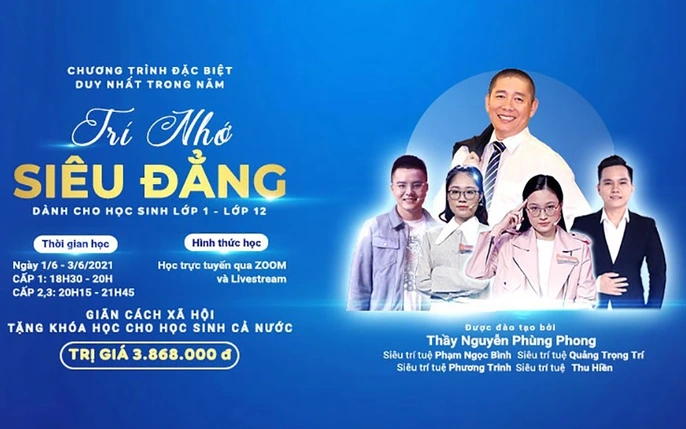 CHƯƠNG TRÌNH ĐẶC BIỆT
DUY NHẤT TRONG NĂM
Trí Nhớ
SIÊU ĐẲNG
DÀNH CHO HỌC SINH LỚP 1 - LỚP 12
Thời gian học
Ngày 1/6 - 3/6/2021
CẤP 1: 18H30 - 20H
CẤP 2,3: 20H15 - 21H45
Hình thức học
Học trực tuyến qua ZOOM
và Livestream
GIÃN CÁCH XÃ HỘI
TẶNG KHÓA HỌC CHO HỌC SINH CẢ NƯỚC
TRỊ GIÁ 3.868.000 đ
Được đào tạo bởi
Thầy Nguyễn Phùng Phong
Siêu trí tuệ Phạm Ngọc Bình Siêu trí tuệ Quảng Trọng Trí
Siêu trí tuệ Phương Trinh Siêu trí tuệ Thu Hiền